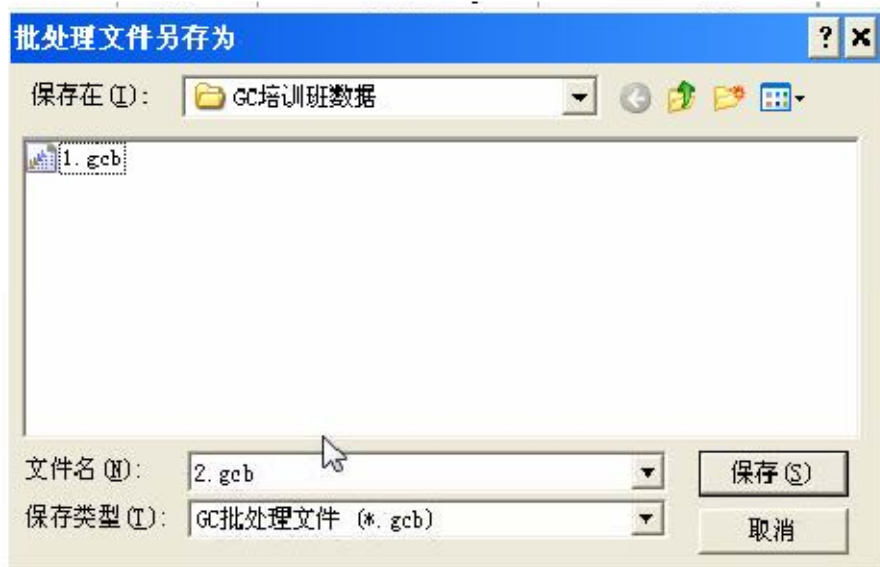 批处理文件另存为
保存在(I): GC培训班数据
1.gcb
文件名(N): 2.gcb 保存(S)
保存类型(T): GC批处理文件 (*.gcb) 取消